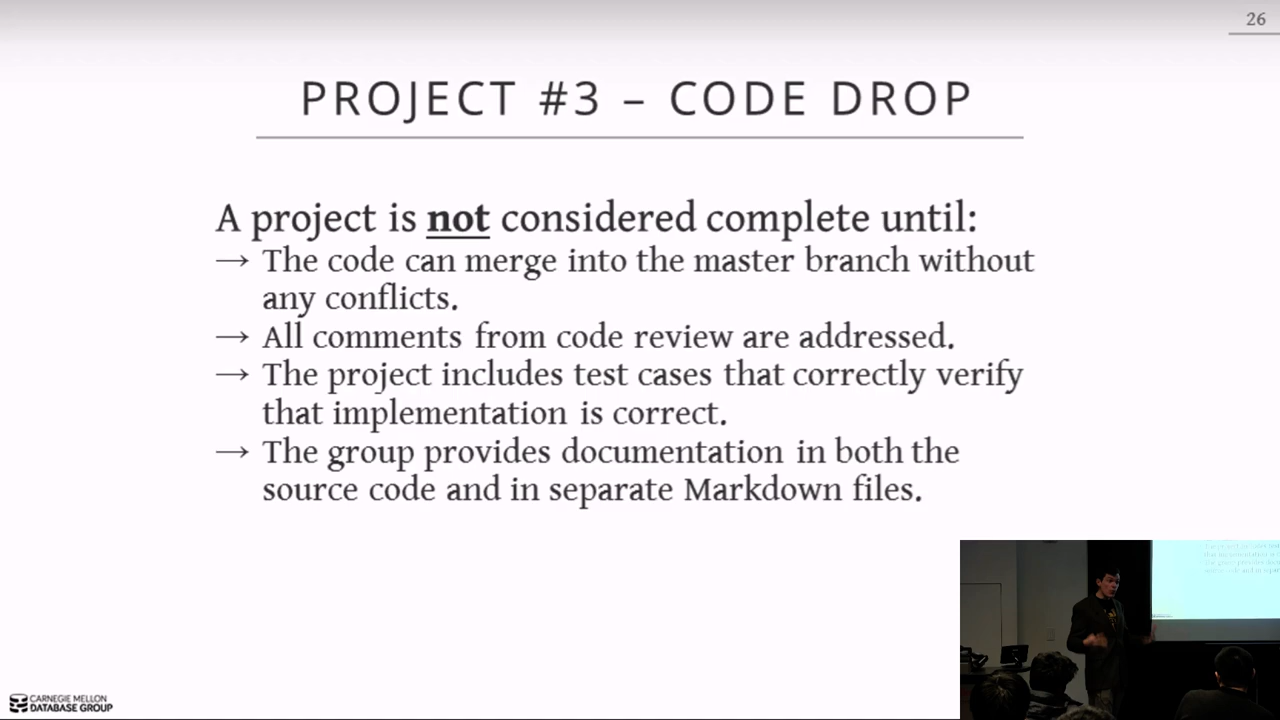 26
PROJECT #3 – CODE DROP
A project is not considered complete until:
→ The code can merge into the master branch without
any conflicts.
→ All comments from code review are addressed.
→ The project includes test cases that correctly verify
that implementation is correct.
→ The group provides documentation in both the
source code and in separate Markdown files.
CARNEGIE MELLON
DATABASE GROUP